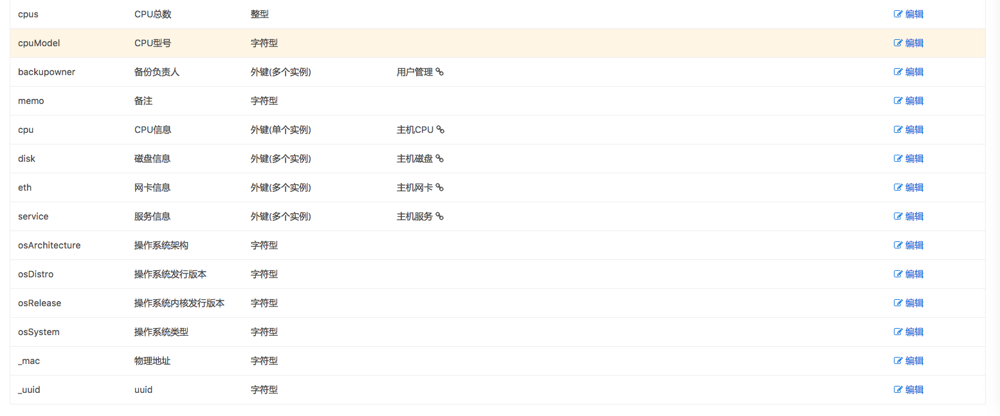 cpus CPU总数 整型 编辑
cpuModel CPU型号 字符型 编辑
backupowner 备份负责人 外键(多个实例) 用户管理 编辑
memo 备注 字符型 编辑
cpu CPU信息 外键(单个实例) 主机CPU 编辑
disk 磁盘信息 外键(多个实例) 主机磁盘 编辑
eth 网卡信息 外键(多个实例) 主机网卡 编辑
service 服务信息 外键(多个实例) 主机服务 编辑
osArchitecture 操作系统架构 字符型 编辑
osDistro 操作系统发行版本 字符型 编辑
osRelease 操作系统内核发行版本 字符型 编辑
osSystem 操作系统类型 字符型 编辑
_mac 物理地址 字符型 编辑
_uuid uuid 字符型 编辑